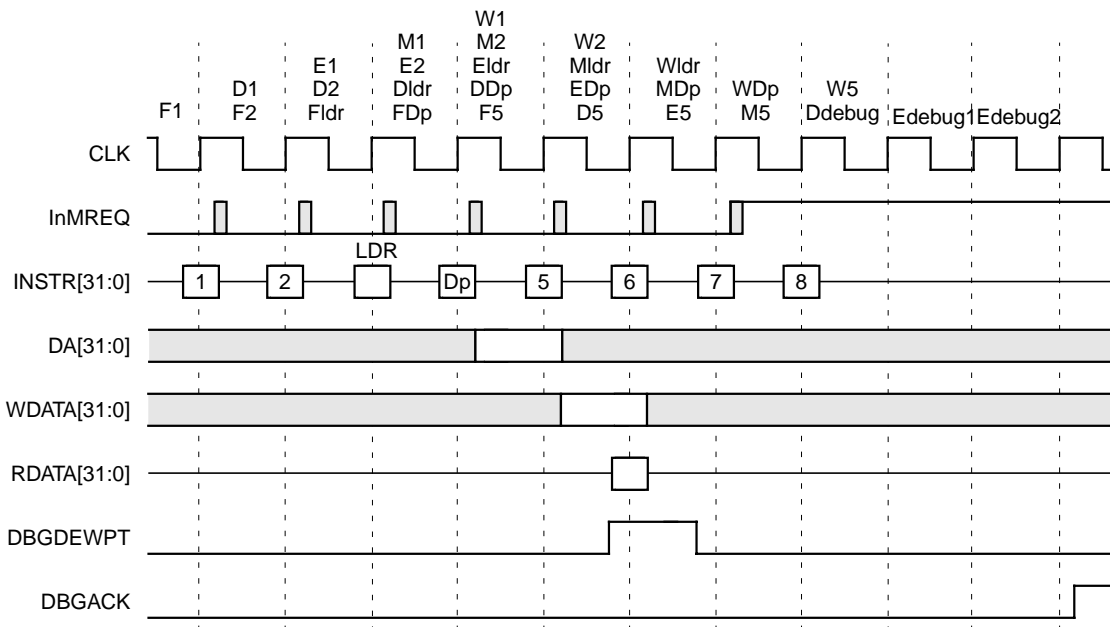 F1
D1
F2
E1
D2
Fldr
M1
E2
Dldr
FDp
W1
M2
Eldr
DDp
F5
W2
Mldr
EDp
D5
Wldr
MDp
E5
WDp
M5
W5
Ddebug
Edebug1
Edebug2
CLK
InMREQ
LDR
INSTR[31:0]
1
2
Dp
5
6
7
8
DA[31:0]
WDATA[31:0]
RDATA[31:0]
DBGDEWPT
DBGACK